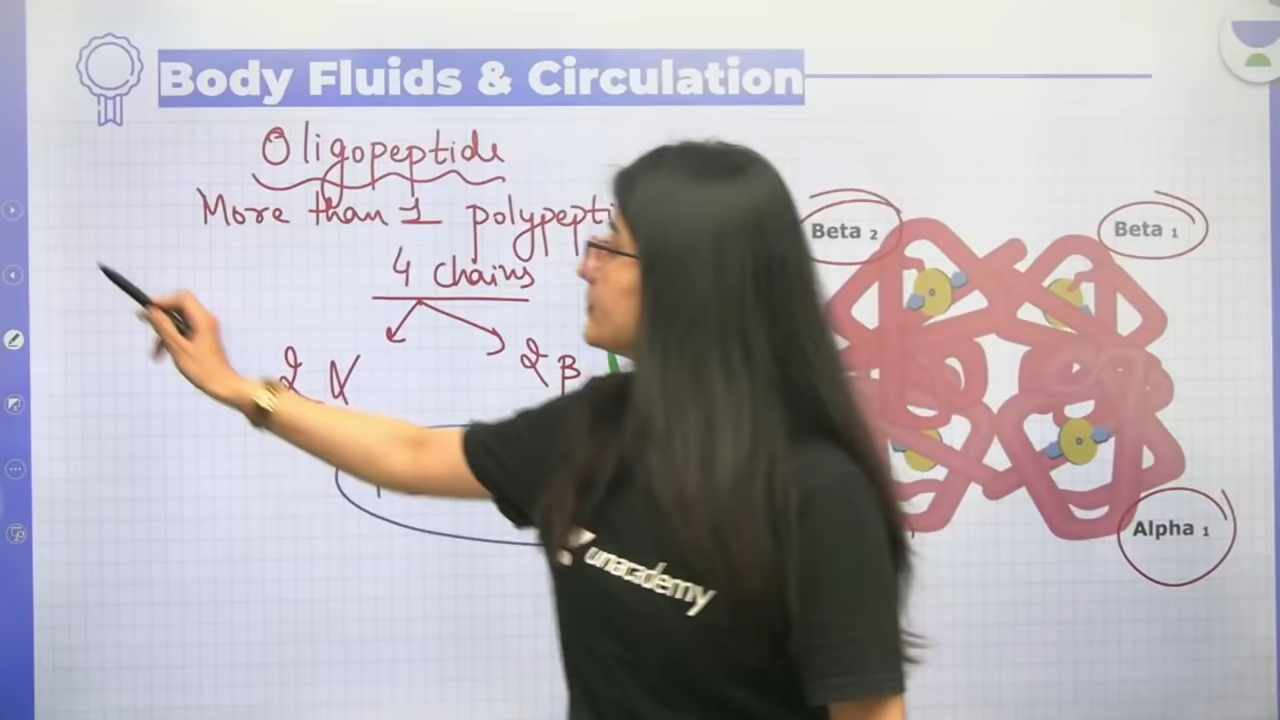 Body Fluids & Circulation
Oligopeptide
More than 1 polypepti
4 chains
2 α
2 β
Beta 2
Beta 1
Alpha 1
unacademy